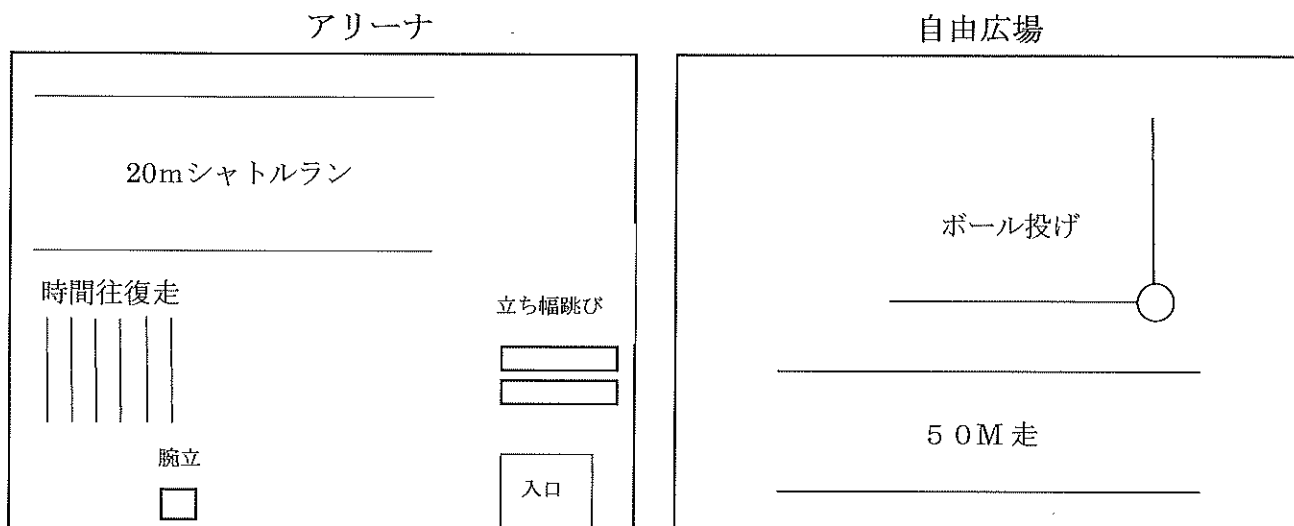 アリーナ
20mシャトルラン
時間往復走
立ち幅跳び
腕立
入口
自由広場
ボール投げ
50M走